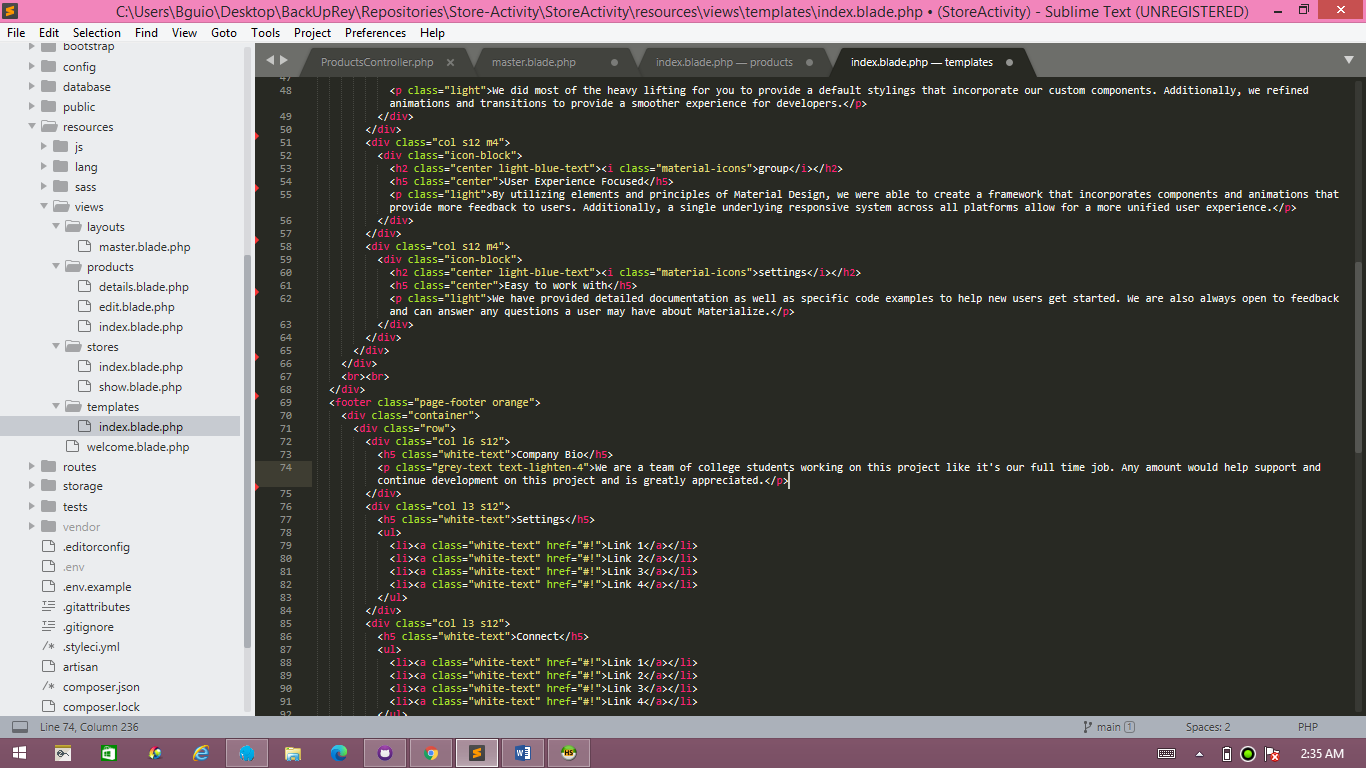 C:\Users\Bguio\Desktop\BackUpRey\Repositories\Store-Activity\StoreActivity\resources\views\templates\index.blade.php • (StoreActivity) - Sublime Text (UNREGISTERED)
File Edit Selection Find View Goto Tools Project Preferences Help
bootstrap
config
database
public
resources
js
lang
sass
views
layouts
master.blade.php
products
details.blade.php
edit.blade.php
index.blade.php
stores
index.blade.php
show.blade.php
templates
index.blade.php
welcome.blade.php
routes
storage
tests
vendor
.editorconfig
.env
.env.example
.gitattributes
.gitignore
.styleci.yml
artisan
composer.json
composer.lock
ProductsController.php master.blade.php index.blade.php — products index.blade.php — templates
47
48 <p class="light">We did most of the heavy lifting for you to provide a default stylings that incorporate our custom components. Additionally, we refined
animations and transitions to provide a smoother experience for developers.</p>
49 </div>
50 </div>
51 <div class="col s12 m4">
52 <div class="icon-block">
53 <h2 class="center light-blue-text"><i class="material-icons">group</i></h2>
54 <h5 class="center">User Experience Focused</h5>
55 <p class="light">By utilizing elements and principles of Material Design, we were able to create a framework that incorporates components and animations that
provide more feedback to users. Additionally, a single underlying responsive system across all platforms allow for a more unified user experience.</p>
56 </div>
57 </div>
58 <div class="col s12 m4">
59 <div class="icon-block">
60 <h2 class="center light-blue-text"><i class="material-icons">settings</i></h2>
61 <h5 class="center">Easy to work with</h5>
62 <p class="light">We have provided detailed documentation as well as specific code examples to help new users get started. We are also always open to feedback
and can answer any questions a user may have about Materialize.</p>
63 </div>
64 </div>
65 </div>
66 </div>
67 <br><br>
68 </div>
69 <footer class="page-footer orange">
70 <div class="container">
71 <div class="row">
72 <div class="col l6 s12">
73 <h5 class="white-text">Company Bio</h5>
74 <p class="grey-text text-lighten-4">We are a team of college students working on this project like it's our full time job. Any amount would help support and
continue development on this project and is greatly appreciated.</p>
75 </div>
76 <div class="col l3 s12">
77 <h5 class="white-text">Settings</h5>
78 <ul>
79 <li><a class="white-text" href="#!">Link 1</a></li>
80 <li><a class="white-text" href="#!">Link 2</a></li>
81 <li><a class="white-text" href="#!">Link 3</a></li>
82 <li><a class="white-text" href="#!">Link 4</a></li>
83 </ul>
84 </div>
85 <div class="col l3 s12">
86 <h5 class="white-text">Connect</h5>
87 <ul>
88 <li><a class="white-text" href="#!">Link 1</a></li>
89 <li><a class="white-text" href="#!">Link 2</a></li>
90 <li><a class="white-text" href="#!">Link 3</a></li>
91 <li><a class="white-text" href="#!">Link 4</a></li>
92 </ul>
Line 74, Column 236 main 1 Spaces: 2 PHP
2:35 AM